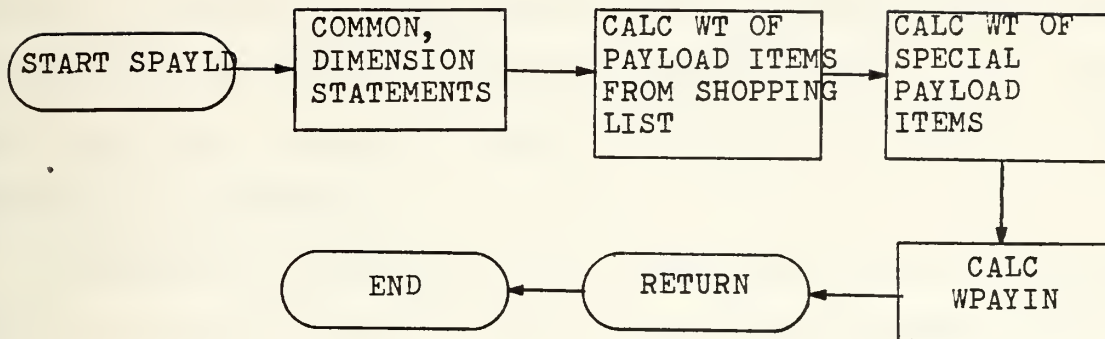 START SPAYLD
COMMON,
DIMENSION
STATEMENTS
CALC WT OF
PAYLOAD ITEMS
FROM SHOPPING
LIST
CALC WT OF
SPECIAL
PAYLOAD
ITEMS
CALC
WPAYIN
RETURN
END